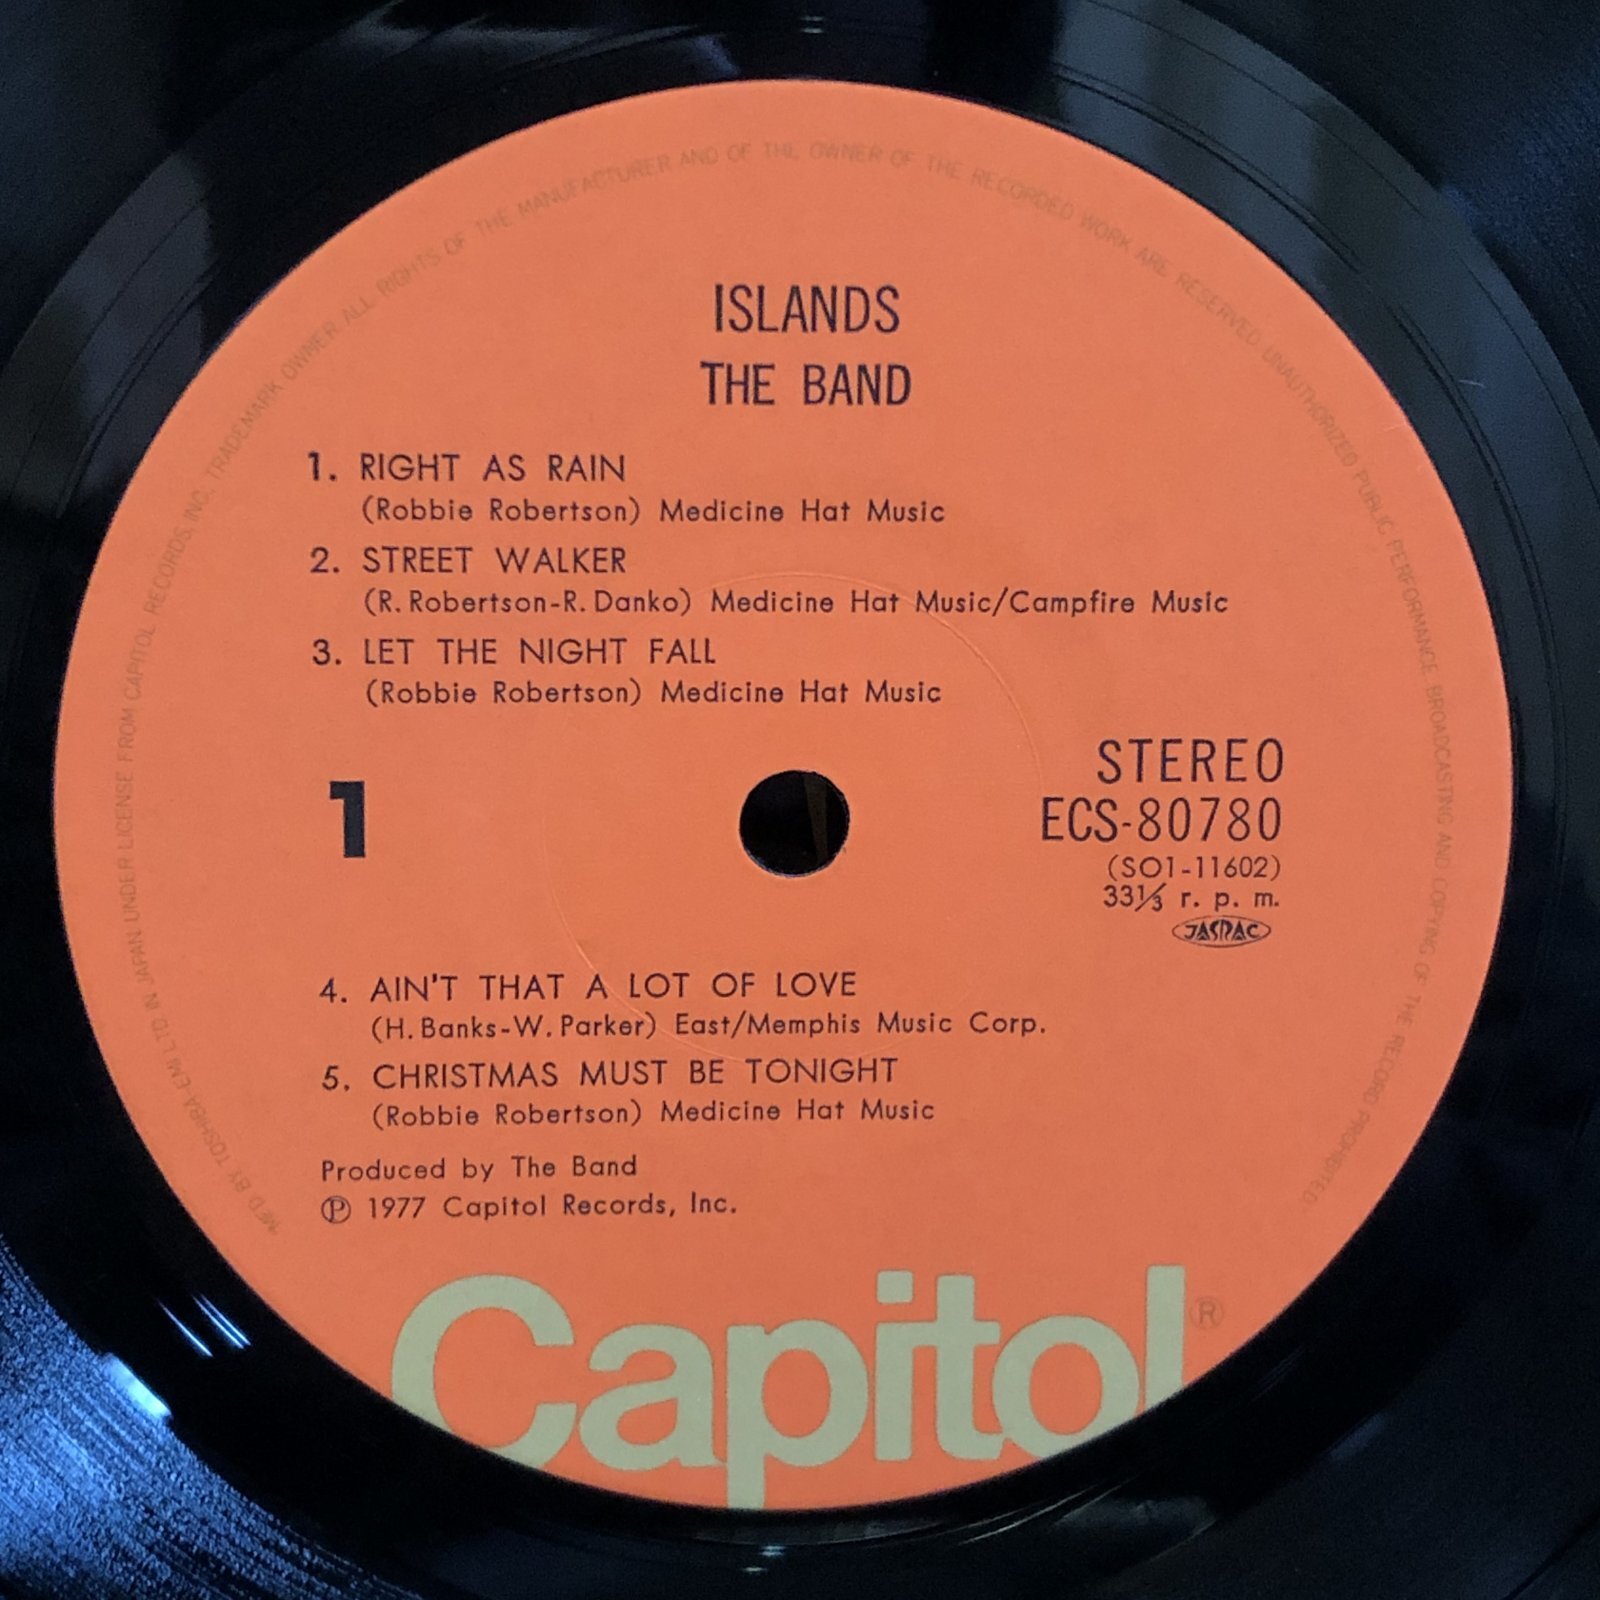 MFD BY TOSHIBA EMI LTD IN JAPAN UNDER LICENSE FROM CAPITOL RECORDS, INC. TRADEMARK OWNER ALL RIGHTS OF THE MANUFACTURER AND OF THE OWNER OF THE RECORDED WORK ARE RESERVED UNAUTHORIZED PUBLIC PERFORMANCE BROADCASTING AND COPYING OF THE RECORD PROHIBITED
ISLANDS
THE BAND
1. RIGHT AS RAIN
(Robbie Robertson) Medicine Hat Music
2. STREET WALKER
(R. Robertson-R. Danko) Medicine Hat Music/Campfire Music
3. LET THE NIGHT FALL
(Robbie Robertson) Medicine Hat Music
1
STEREO
ECS-80780
(SO1-11602)
33⅓ r. p. m.
JASRAC
4. AIN'T THAT A LOT OF LOVE
(H. Banks-W. Parker) East/Memphis Music Corp.
5. CHRISTMAS MUST BE TONIGHT
(Robbie Robertson) Medicine Hat Music
Produced by The Band
℗ 1977 Capitol Records, Inc.
Capitol ®